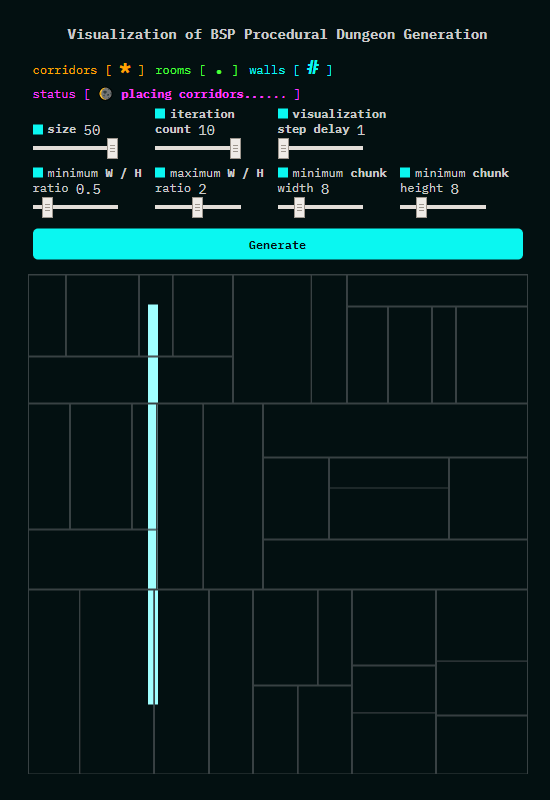 Visualization of BSP Procedural Dungeon Generation
corridors [ * ] rooms [ . ] walls [ # ]
status [ 🌘 placing corridors...... ]
size 50
iteration count 10
visualization step delay 1
minimum W / H ratio 0.5
maximum W / H ratio 2
minimum chunk width 8
minimum chunk height 8
Generate